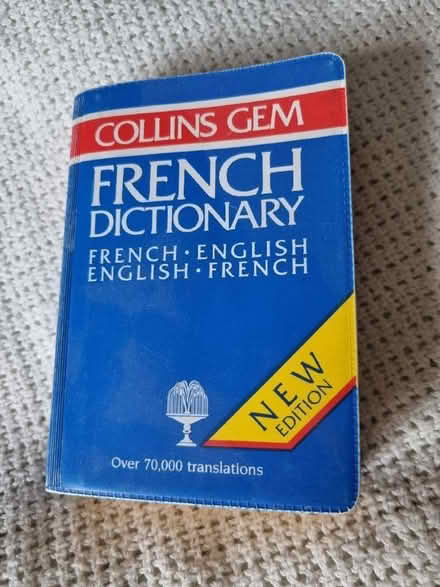 COLLINS GEM
FRENCH
DICTIONARY
FRENCH · ENGLISH
ENGLISH · FRENCH
NEW
EDITION
Over 70,000 translations